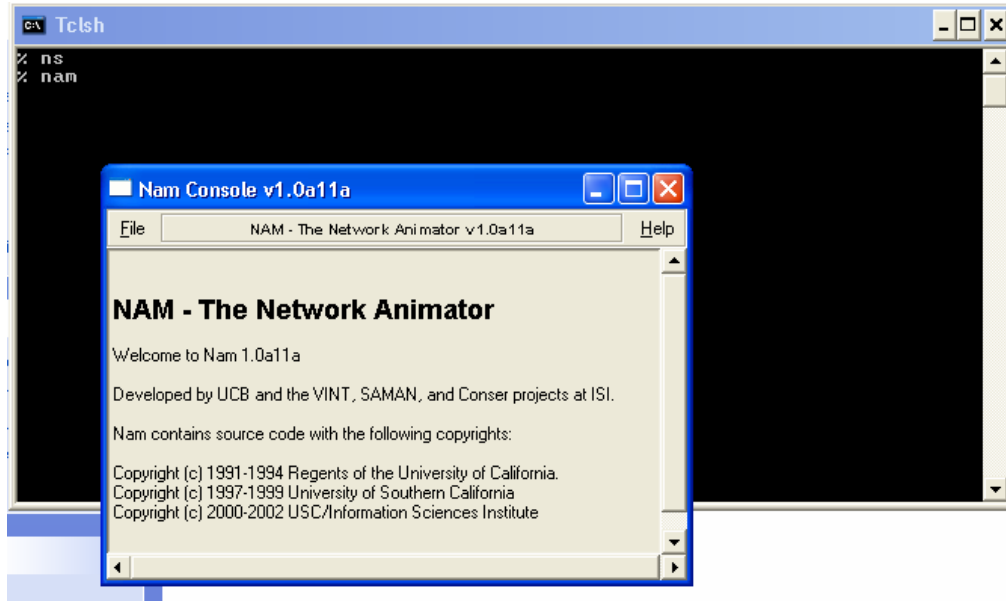 Tclsh
% ns
% nam
Nam Console v1.0a11a
File NAM - The Network Animator v1.0a11a Help
NAM - The Network Animator
Welcome to Nam 1.0a11a
Developed by UCB and the VINT, SAMAN, and Conser projects at ISI.
Nam contains source code with the following copyrights:
Copyright (c) 1991-1994 Regents of the University of California.
Copyright (c) 1997-1999 University of Southern California
Copyright (c) 2000-2002 USC/Information Sciences Institute